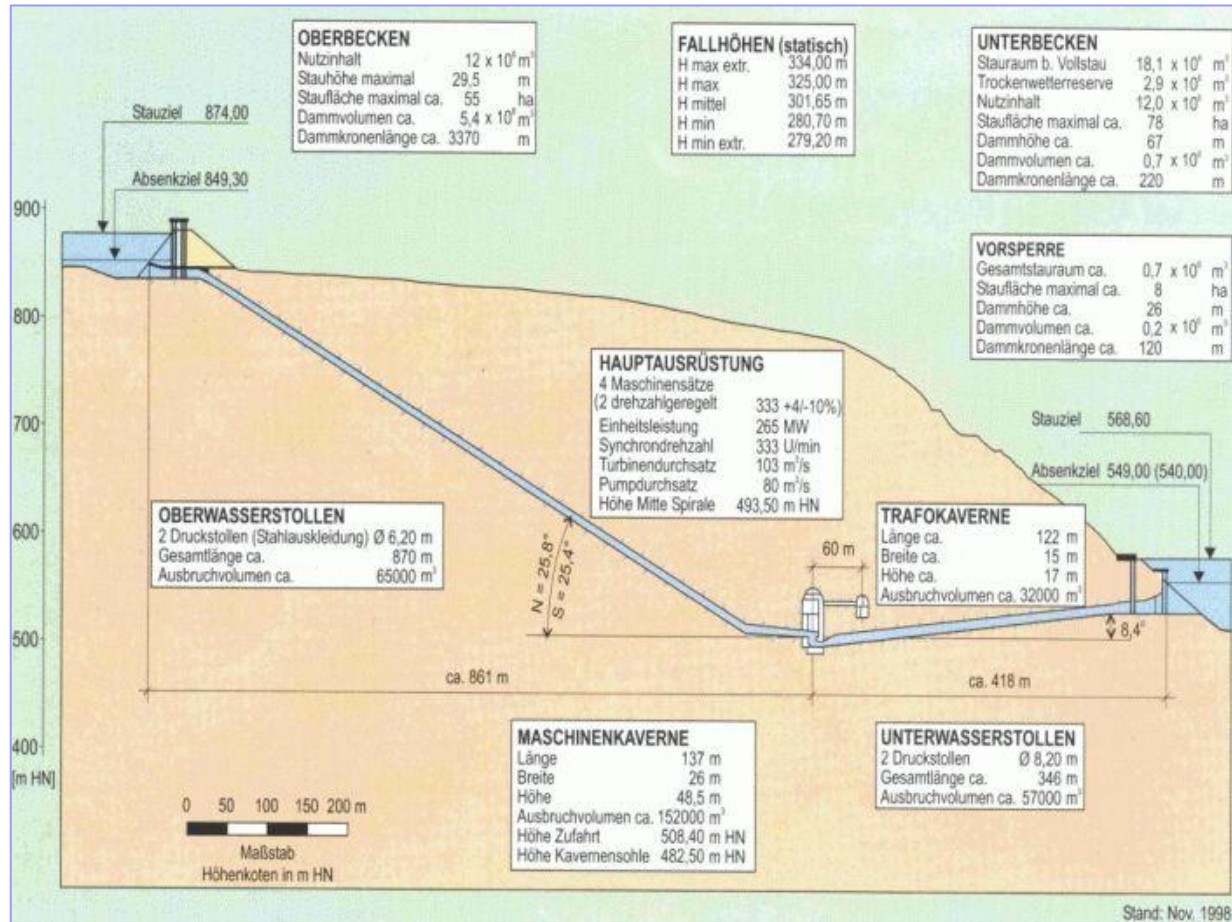 OBERBECKEN
Nutzinhalt 12 x 10⁶ m³
Stauhöhe maximal 29,5 m
Staufläche maximal ca. 55 ha
Dammvolumen ca. 5,4 x 10⁶ m³
Dammkronenlänge ca. 3370 m
FALLHÖHEN (statisch)
H max extr. 334,00 m
H max 325,00 m
H mittel 301,65 m
H min 280,70 m
H min extr. 279,20 m
UNTERBECKEN
Stauraum b. Vollstau 18,1 x 10⁶ m³
Trockenwetterreserve 2,9 x 10⁶ m³
Nutzinhalt 12,0 x 10⁶ m³
Staufläche maximal ca. 78 ha
Dammhöhe ca. 67 m
Dammvolumen ca. 0,7 x 10⁶ m³
Dammkronenlänge ca. 220 m
Stauziel 874,00
Absenkziel 849,30
VORSPERRE
Gesamtstauraum ca. 0,7 x 10⁶ m³
Staufläche maximal ca. 8 ha
Dammhöhe ca. 26 m
Dammvolumen ca. 0,2 x 10⁶ m³
Dammkronenlänge ca. 120 m
900
800
700
600
500
400
[m HN]
HAUPTAUSRÜSTUNG
4 Maschinensätze
(2 drehzahlgeregelt 333 +4/-10%)
Einheitsleistung 265 MW
Synchrondrehzahl 333 U/min
Turbinendurchsatz 103 m³/s
Pumpdurchsatz 80 m³/s
Höhe Mitte Spirale 493,50 m HN
Stauziel 568,60
Absenkziel 549,00 (540,00)
OBERWASSERSTOLLEN
2 Druckstollen (Stahlauskleidung) Ø 6,20 m
Gesamtlänge ca. 870 m
Ausbruchvolumen ca. 65000 m³
N = 25,8°
S = 25,4°
60 m
TRAFOKAVERNE
Länge ca. 122 m
Breite ca. 15 m
Höhe ca. 17 m
Ausbruchvolumen ca. 32000 m³
8,4°
ca. 861 m
ca. 418 m
MASCHINENKAVERNE
Länge 137 m
Breite 26 m
Höhe 48,5 m
Ausbruchvolumen ca. 152000 m³
Höhe Zufahrt 508,40 m HN
Höhe Kavernensohle 482,50 m HN
UNTERWASSERSTOLLEN
2 Druckstollen Ø 8,20 m
Gesamtlänge ca. 346 m
Ausbruchvolumen ca. 57000 m³
0 50 100 150 200 m
Maßstab
Höhenkoten in m HN
Stand: Nov. 1998